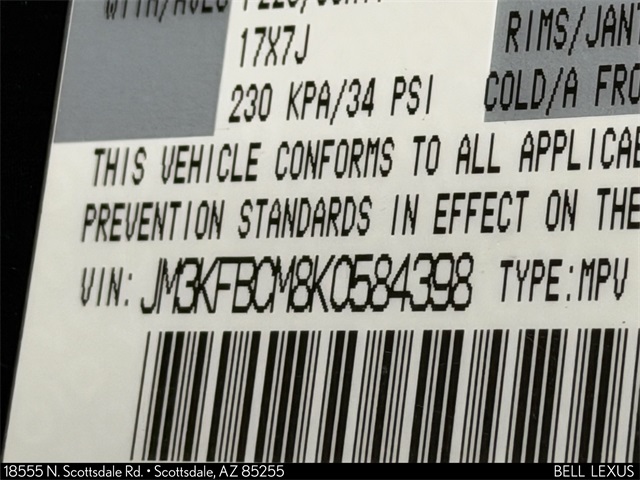 17X7J
RIMS/JANT
230 KPA/34 PSI
COLD/A FRO
THIS VEHICLE CONFORMS TO ALL APPLICAB
PREVENTION STANDARDS IN EFFECT ON THE
VIN: JM3KFBCM8K0584398 TYPE:MPV
18555 N. Scottsdale Rd. • Scottsdale, AZ 85255
BELL LEXUS